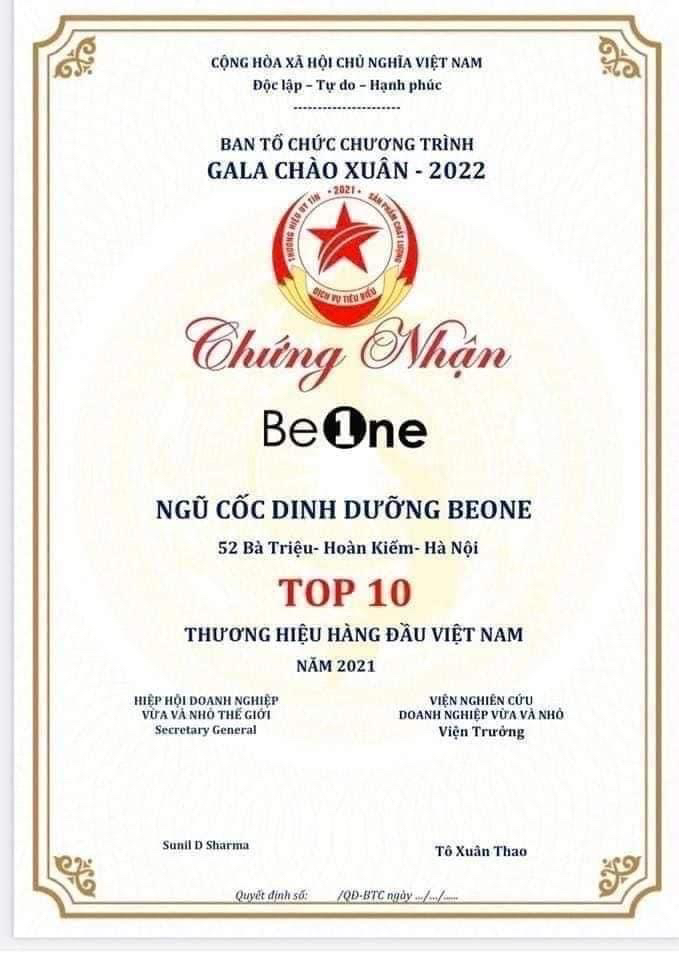 CỘNG HÒA XÃ HỘI CHỦ NGHĨA VIỆT NAM
Độc lập – Tự do – Hạnh phúc
----------------------
BAN TỔ CHỨC CHƯƠNG TRÌNH
GALA CHÀO XUÂN - 2022
THƯƠNG HIỆU UY TÍN • 2021 • SẢN PHẨM CHẤT LƯỢNG
DỊCH VỤ TIÊU BIỂU
Chứng Nhận
Be1ne
NGŨ CỐC DINH DƯỠNG BEONE
52 Bà Triệu- Hoàn Kiếm- Hà Nội
TOP 10
THƯƠNG HIỆU HÀNG ĐẦU VIỆT NAM
NĂM 2021
HIỆP HỘI DOANH NGHIỆP
VỪA VÀ NHỎ THẾ GIỚI
Secretary General
VIỆN NGHIÊN CỨU
DOANH NGHIỆP VỪA VÀ NHỎ
Viện Trưởng
Sunil D Sharma
Tô Xuân Thao
Quyết định số: /QĐ-BTC ngày .../.../......